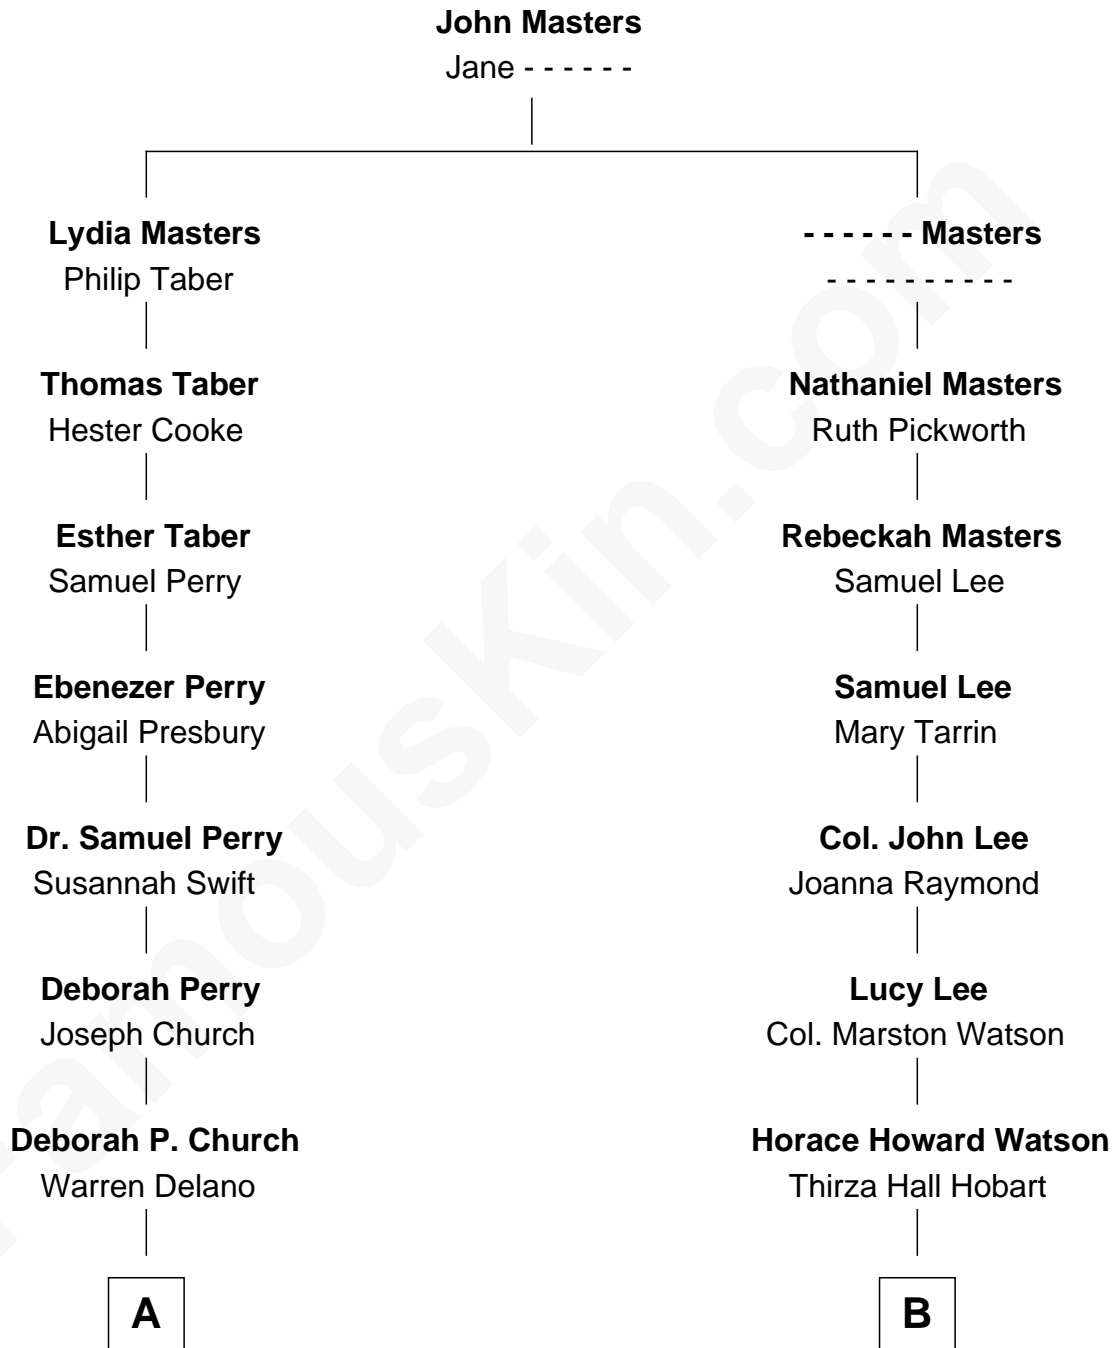 John Masters
Jane - - - - - -
Lydia Masters
Philip Taber
- - - - - - Masters
- - - - - - - - - -
Thomas Taber
Hester Cooke
Nathaniel Masters
Ruth Pickworth
Esther Taber
Samuel Perry
Rebeckah Masters
Samuel Lee
Ebenezer Perry
Abigail Presbury
Samuel Lee
Mary Tarrin
Dr. Samuel Perry
Susannah Swift
Col. John Lee
Joanna Raymond
Deborah Perry
Joseph Church
Lucy Lee
Col. Marston Watson
Deborah P. Church
Warren Delano
Horace Howard Watson
Thirza Hall Hobart
A
B
FamousKin.com